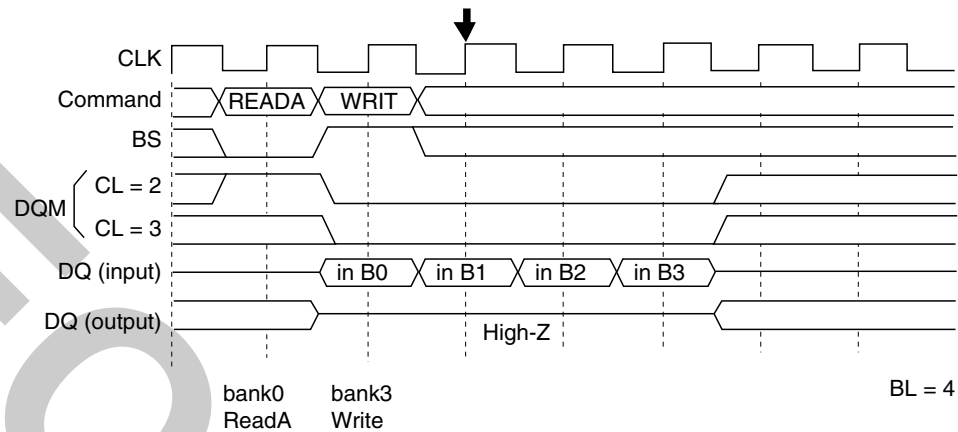 CLK
Command READA WRIT
BS
CL = 2
DQM
CL = 3
DQ (input) in B0 in B1 in B2 in B3
DQ (output) High-Z
bank0 bank3 BL = 4
ReadA Write